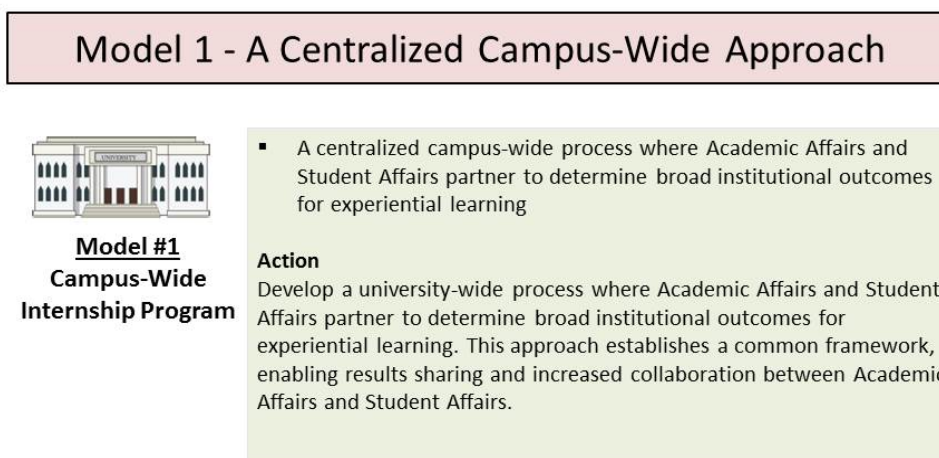 Model 1 - A Centralized Campus-Wide Approach
UNIVERSITY
Model #1
Campus-Wide
Internship Program
▪ A centralized campus-wide process where Academic Affairs and
Student Affairs partner to determine broad institutional outcomes
for experiential learning
Action
Develop a university-wide process where Academic Affairs and Student
Affairs partner to determine broad institutional outcomes for
experiential learning. This approach establishes a common framework,
enabling results sharing and increased collaboration between Academic
Affairs and Student Affairs.